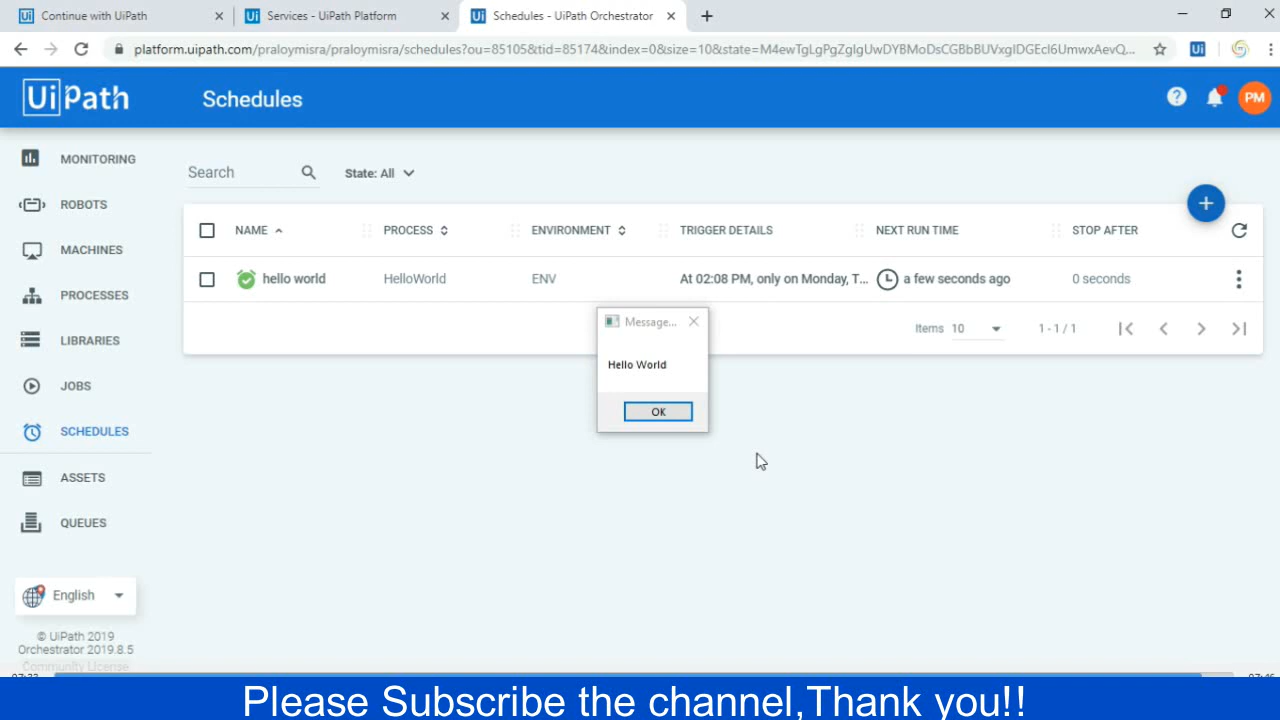 Continue with UiPath
Services - UiPath Platform
Schedules - UiPath Orchestrator
platform.uipath.com/praloymisra/praloymisra/schedules?ou=85105&tid=85174&index=0&size=10&state=
UiPath
Schedules
PM
MONITORING
ROBOTS
MACHINES
PROCESSES
LIBRARIES
JOBS
SCHEDULES
ASSETS
QUEUES
English
© UiPath 2019
Orchestrator 2019.8.5
Community License
Search
State: All
NAME PROCESS ENVIRONMENT TRIGGER DETAILS NEXT RUN TIME STOP AFTER
hello world HelloWorld ENV At 02:08 PM, only on Monday, T... a few seconds ago 0 seconds
Items 10 1 - 1 / 1
Message...
Hello World
OK
Please Subscribe the channel,Thank you!!